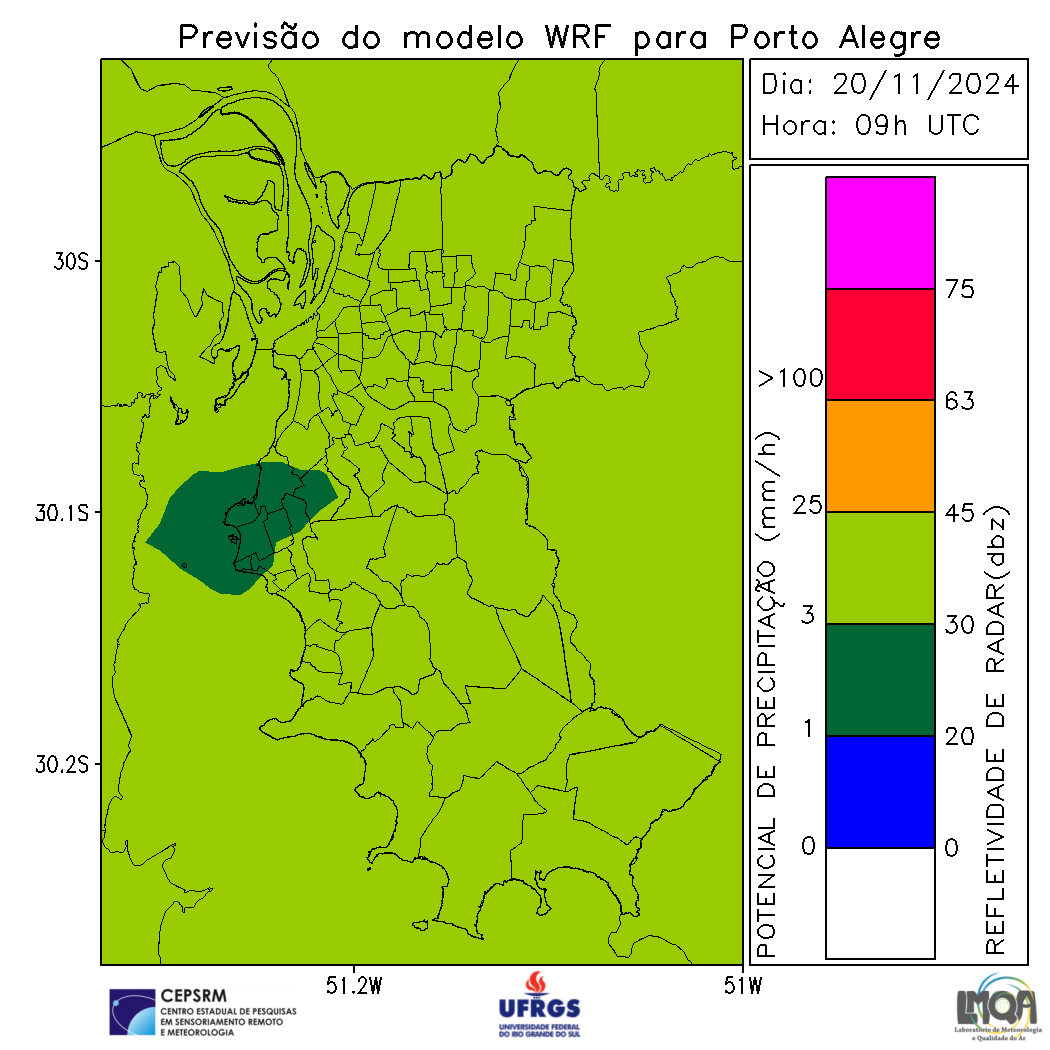 Previsão do modelo WRF para Porto Alegre
Dia: 20/11/2024
Hora: 09h UTC
30S
30.1S
30.2S
51.2W
51W
POTENCIAL DE PRECIPITAÇÃO (mm/h)
>100
25
3
1
0
75
63
45
30
20
0
REFLETIVIDADE DE RADAR(dbz)
CEPSRM
CENTRO ESTADUAL DE PESQUISAS
EM SENSORIAMENTO REMOTO
E METEOROLOGIA
UFRGS
UNIVERSIDADE FEDERAL
DO RIO GRANDE DO SUL
LMQA
Laboratório de Meteorologia
e Qualidade do Ar